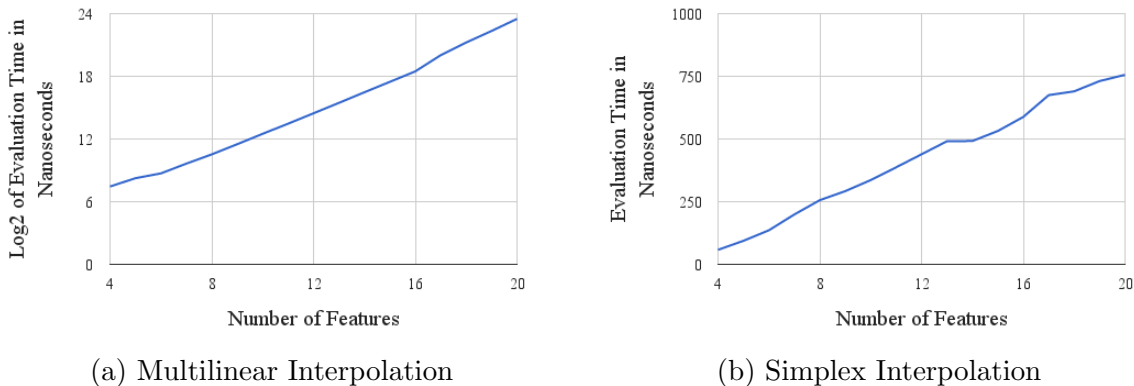 Log2 of Evaluation Time in
Nanoseconds
24
18
12
6
0
4
8
12
16
20
Number of Features
(a) Multilinear Interpolation
Evaluation Time in
Nanoseconds
1000
750
500
250
0
4
8
12
16
20
Number of Features
(b) Simplex Interpolation